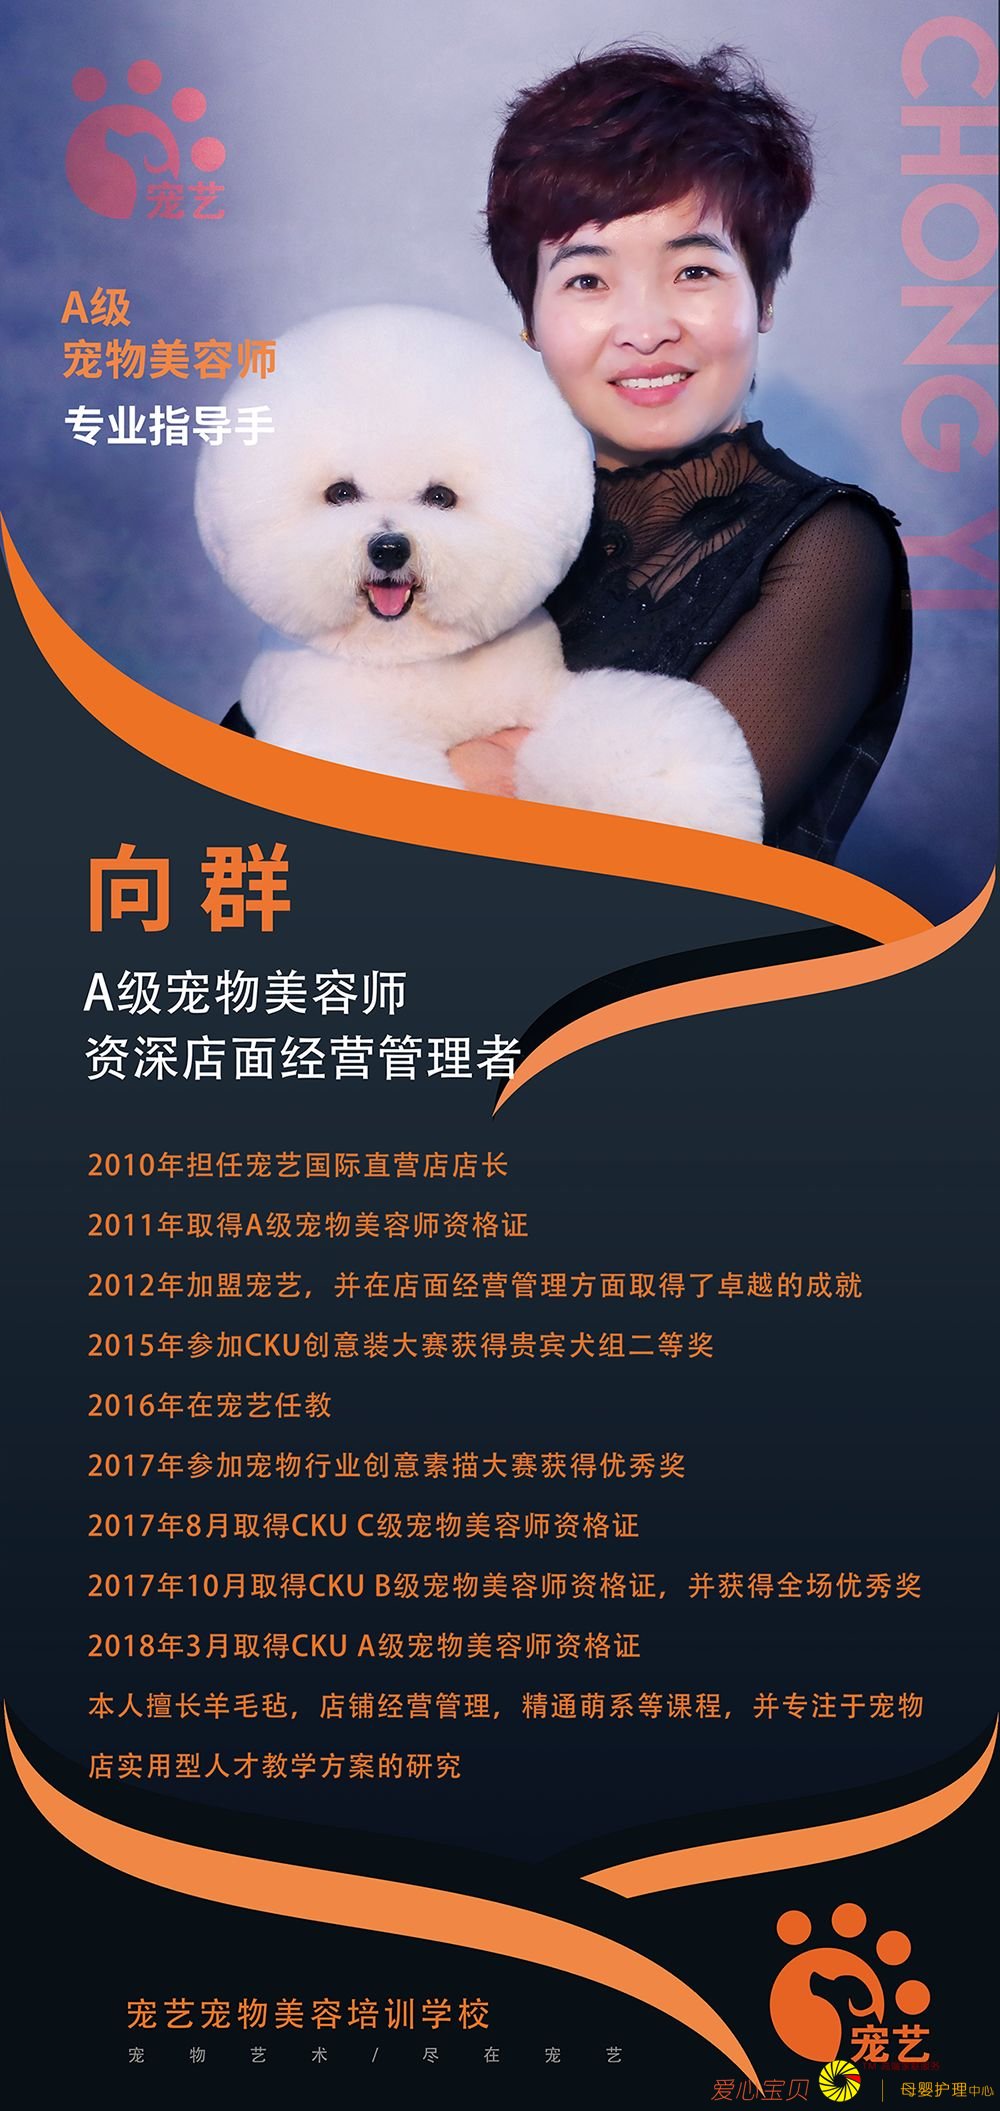 宠艺
CHONG YI
A级
宠物美容师
专业指导手
向群
A级宠物美容师
资深店面经营管理者
2010年担任宠艺国际直营店店长
2011年取得A级宠物美容师资格证
2012年加盟宠艺，并在店面经营管理方面取得了卓越的成就
2015年参加CKU创意装大赛获得贵宾犬组二等奖
2016年在宠艺任教
2017年参加宠物行业创意素描大赛获得优秀奖
2017年8月取得CKU C级宠物美容师资格证
2017年10月取得CKU B级宠物美容师资格证，并获得全场优秀奖
2018年3月取得CKU A级宠物美容师资格证
本人擅长羊毛毡，店铺经营管理，精通萌系等课程，并专注于宠物
店实用型人才教学方案的研究
宠艺宠物美容培训学校
宠物艺术/尽在宠艺
宠艺
爱心宝贝 | 母婴护理中心